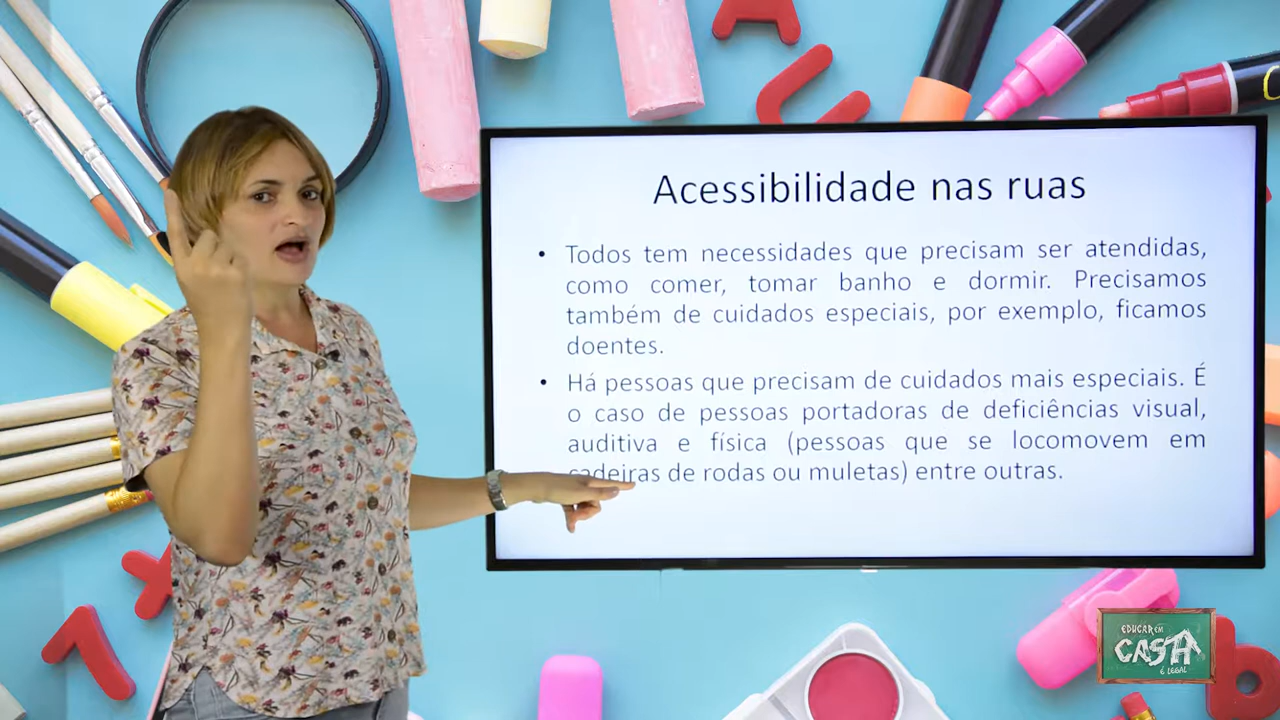 Acessibilidade nas ruas
• Todos tem necessidades que precisam ser atendidas,
como comer, tomar banho e dormir. Precisamos
também de cuidados especiais, por exemplo, ficamos
doentes.
• Há pessoas que precisam de cuidados mais especiais. É
o caso de pessoas portadoras de deficiências visual,
auditiva e física (pessoas que se locomovem em
cadeiras de rodas ou muletas) entre outras.
EDUCAR EM
CASA
É LEGAL